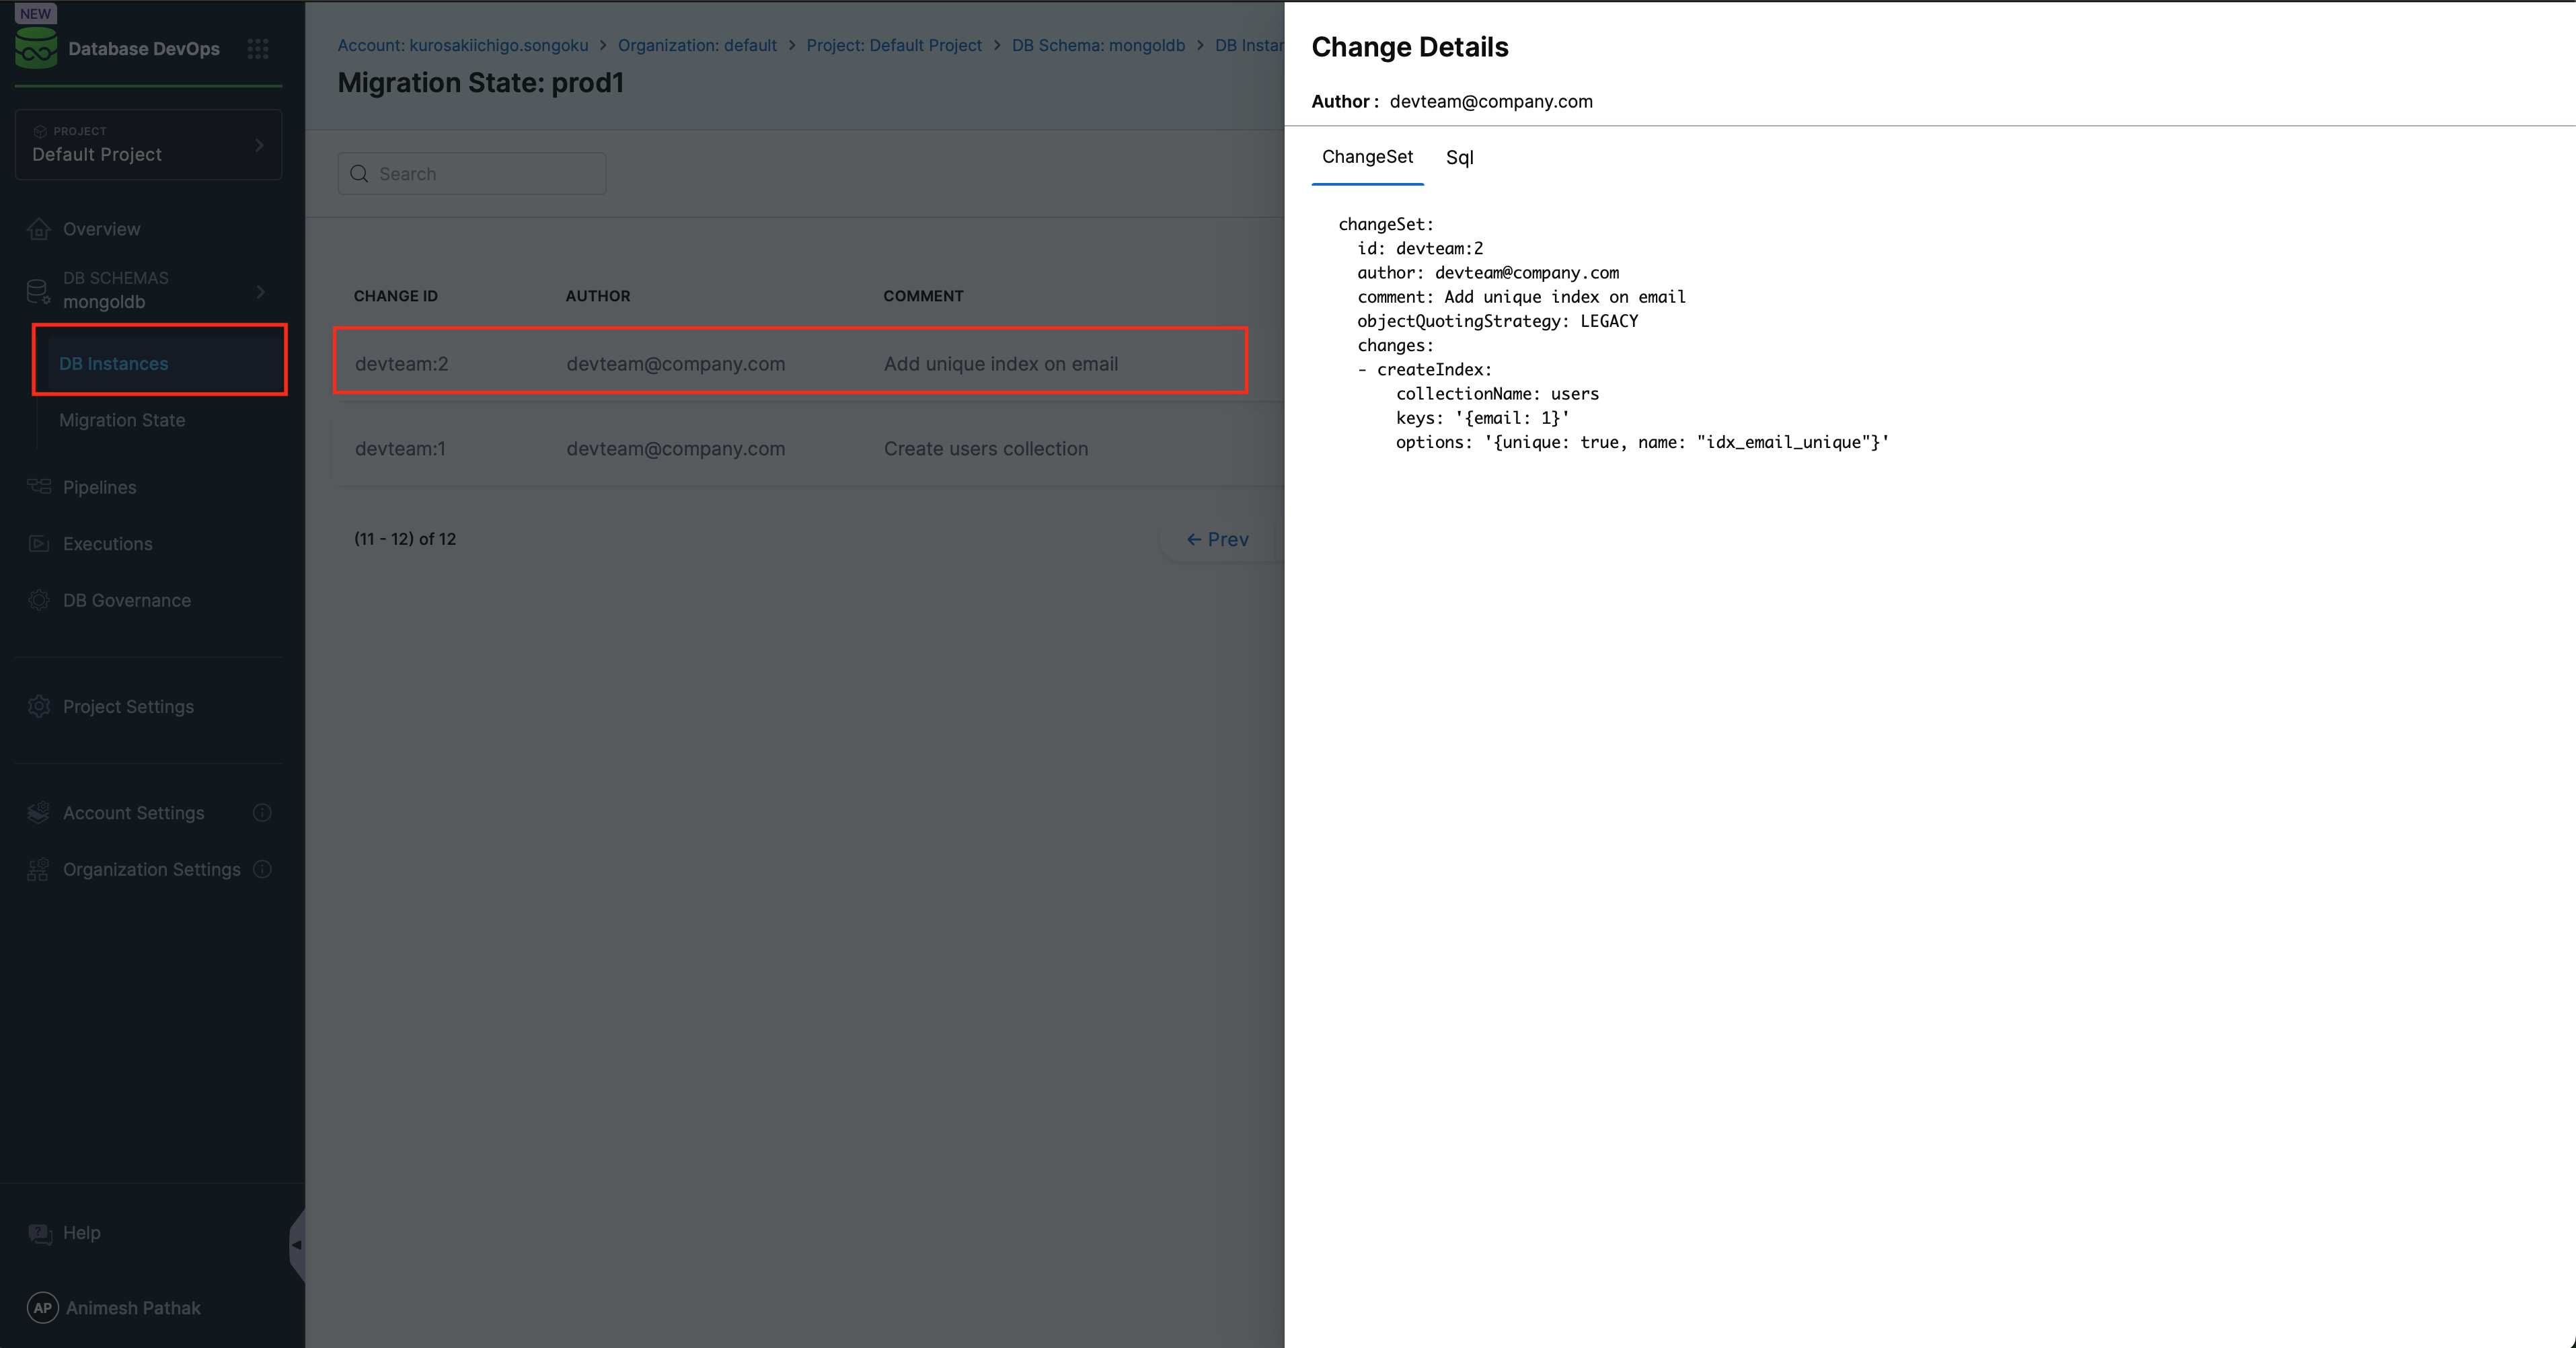 NEW
Database DevOps
PROJECT
Default Project
Overview
DB SCHEMAS
mongoldb
DB Instances
Migration State
Pipelines
Executions
DB Governance
Project Settings
Account Settings
Organization Settings
Help
AP Animesh Pathak
Account: kurosakiichigo.songoku > Organization: default > Project: Default Project > DB Schema: mongoldb > DB Instan
Migration State: prod1
Search
CHANGE ID AUTHOR COMMENT
devteam:2 devteam@company.com Add unique index on email
devteam:1 devteam@company.com Create users collection
(11 - 12) of 12 ← Prev
Change Details
Author : devteam@company.com
ChangeSet Sql
changeSet:
id: devteam:2
author: devteam@company.com
comment: Add unique index on email
objectQuotingStrategy: LEGACY
changes:
- createIndex:
collectionName: users
keys: '{email: 1}'
options: '{unique: true, name: "idx_email_unique"}'